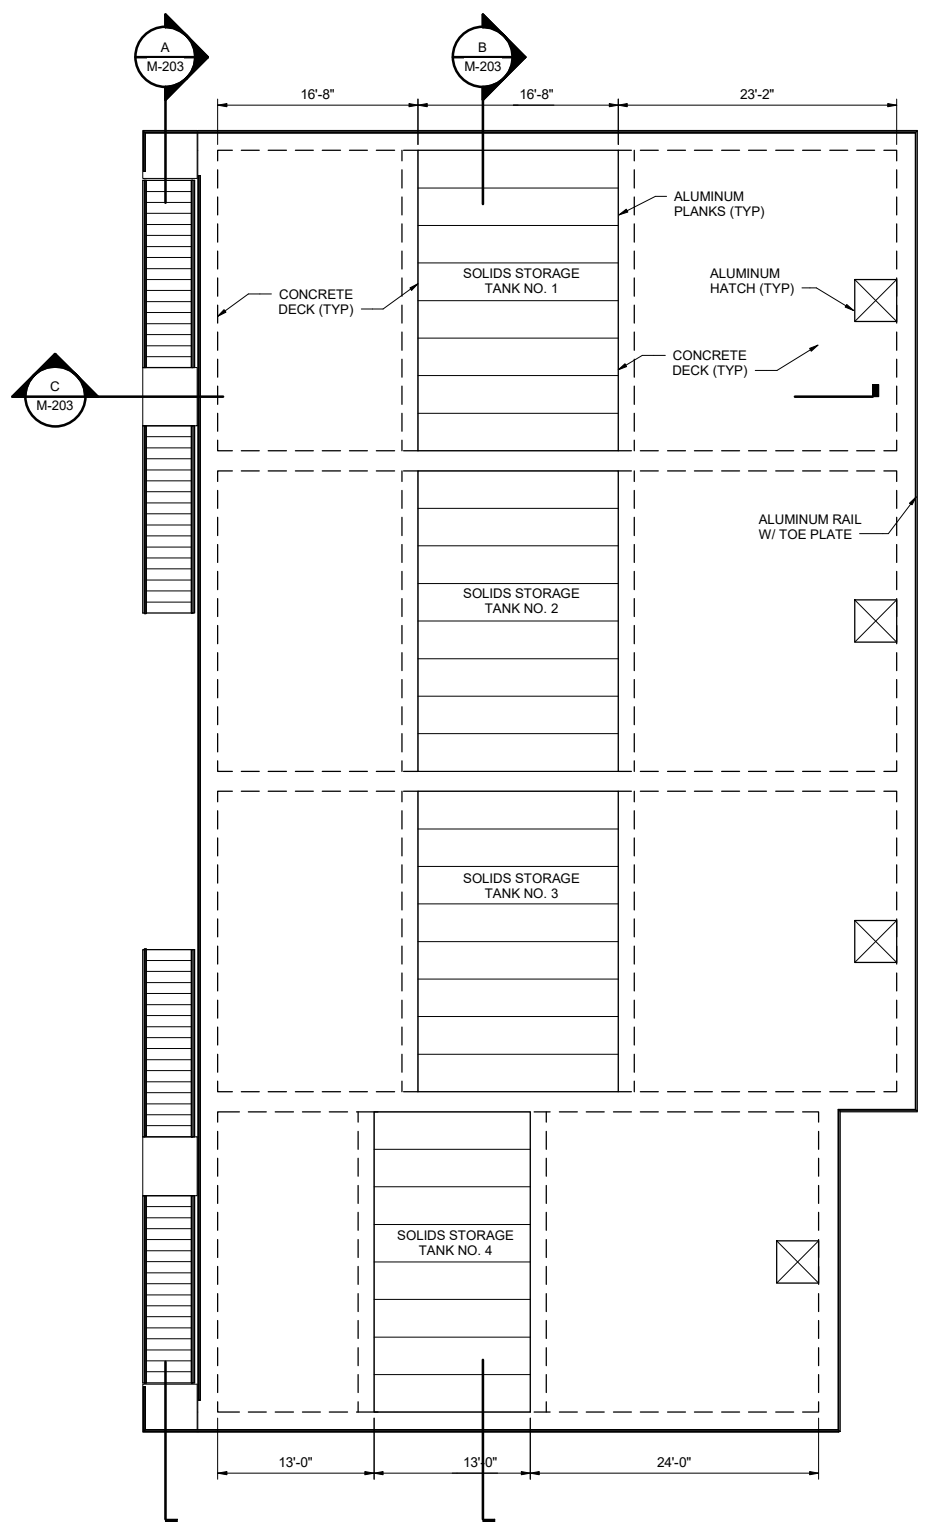 A
M-203
B
M-203
16'-8"
16'-8"
23'-2"
ALUMINUM
PLANKS (TYP)
SOLIDS STORAGE
TANK NO. 1
ALUMINUM
HATCH (TYP)
CONCRETE
DECK (TYP)
CONCRETE
DECK (TYP)
C
M-203
ALUMINUM RAIL
W/ TOE PLATE
SOLIDS STORAGE
TANK NO. 2
SOLIDS STORAGE
TANK NO. 3
SOLIDS STORAGE
TANK NO. 4
13'-0"
13'-0"
24'-0"